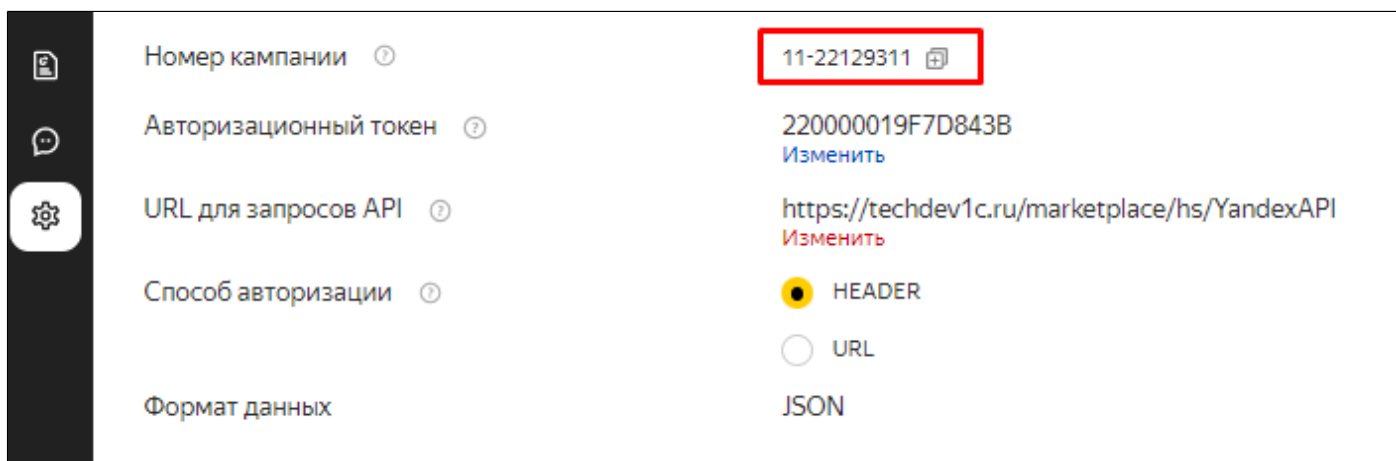 Номер кампании 11-22129311
Авторизационный токен 220000019F7D843B
Изменить
URL для запросов API https://techdev1c.ru/marketplace/hs/YandexAPI
Изменить
Способ авторизации HEADER
URL
Формат данных JSON